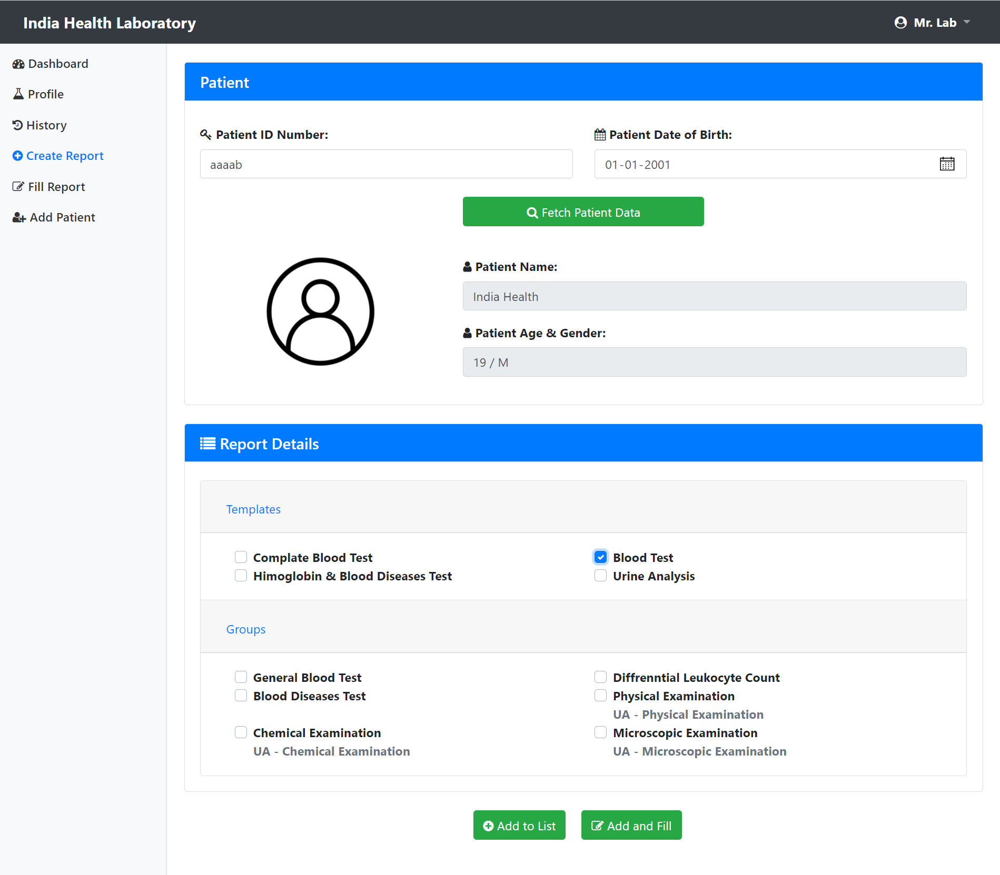 India Health Laboratory
Mr. Lab
Dashboard
Profile
History
Create Report
Fill Report
Add Patient
Patient
Patient ID Number:
Patient Date of Birth:
aaaab
01-01-2001
Fetch Patient Data
Patient Name:
India Health
Patient Age & Gender:
19 / M
Report Details
Templates
Complate Blood Test
Blood Test
Himoglobin & Blood Diseases Test
Urine Analysis
Groups
General Blood Test
Diffrenntial Leukocyte Count
Blood Diseases Test
Physical Examination
UA - Physical Examination
Chemical Examination
Microscopic Examination
UA - Chemical Examination
UA - Microscopic Examination
Add to List
Add and Fill